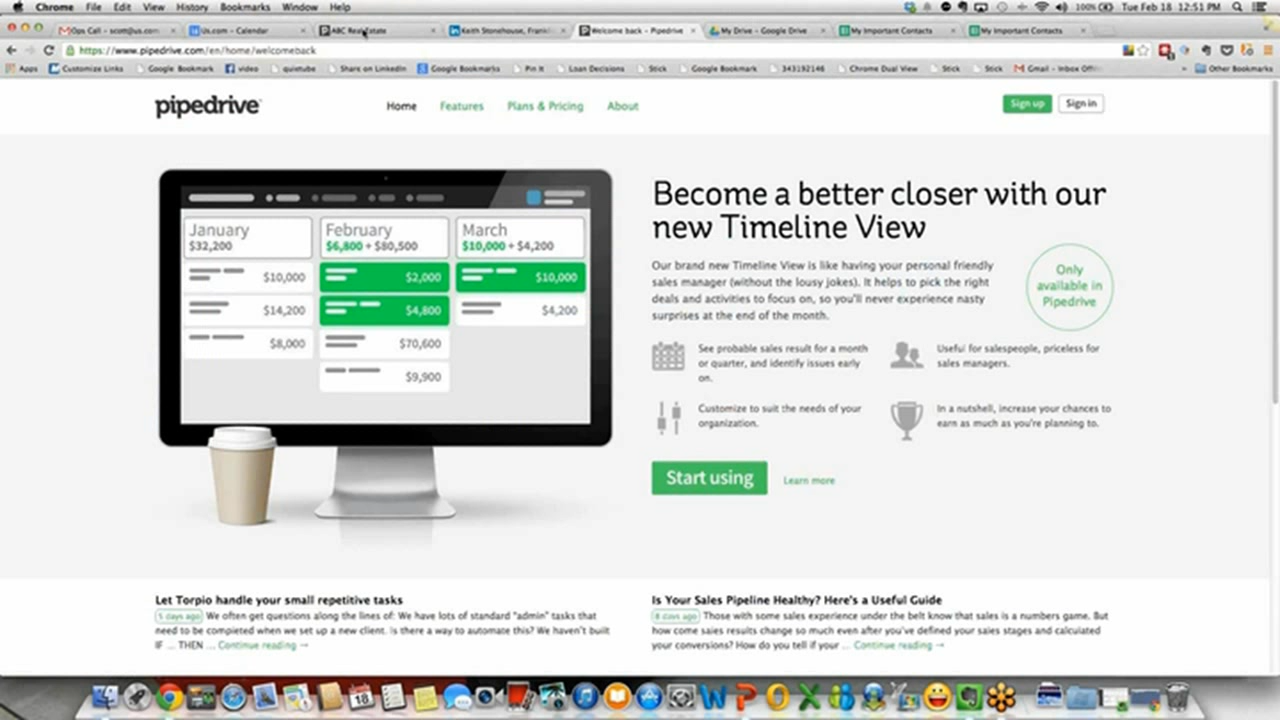 Chrome File Edit View History Bookmarks Window Help 100% Tue Feb 18 12:51 PM
Ops Call - scott@us.com Us.com - Calendar ABC Real Estate Keith Stonehouse, Frankl Welcome back - Pipedrive My Drive - Google Drive My Important Contacts My Important Contacts
https://www.pipedrive.com/en/home/welcomeback
Apps Customize Links Google Bookmark video quietube Share on LinkedIn Google Bookmarks Pin It Loan Decisions Stick Google Bookmark 343192146 Chrome Dual View Stick Stick Gmail - Inbox Other Bookmarks
pipedrive Home Features Plans & Pricing About Sign up Sign in
January February March
$32,200 $6,800 + $80,500 $10,000 + $4,200
$10,000 $2,000 $10,000
$14,200 $4,800 $4,200
$8,000 $70,600
$9,900
Become a better closer with our
new Timeline View
Our brand new Timeline View is like having your personal friendly
sales manager (without the lousy jokes). It helps to pick the right
deals and activities to focus on, so you'll never experience nasty
surprises at the end of the month.
Only
available in
Pipedrive
See probable sales result for a month
or quarter, and identify issues early
on.
Useful for salespeople, priceless for
sales managers.
Customize to suit the needs of your
organization.
In a nutshell, increase your chances to
earn as much as you're planning to.
Start using Learn more
Let Torpio handle your small repetitive tasks
5 days ago We often get questions along the lines of: We have lots of standard "admin" tasks that
need to be completed when we set up a new client. Is there a way to automate this? We haven't built
IF ... THEN ... Continue reading →
Is Your Sales Pipeline Healthy? Here's a Useful Guide
8 days ago Those with some sales experience under the belt know that sales is a numbers game. But
how come sales results change so much even after you've defined your sales stages and calculated
your conversions? How do you tell if your ... Continue reading →